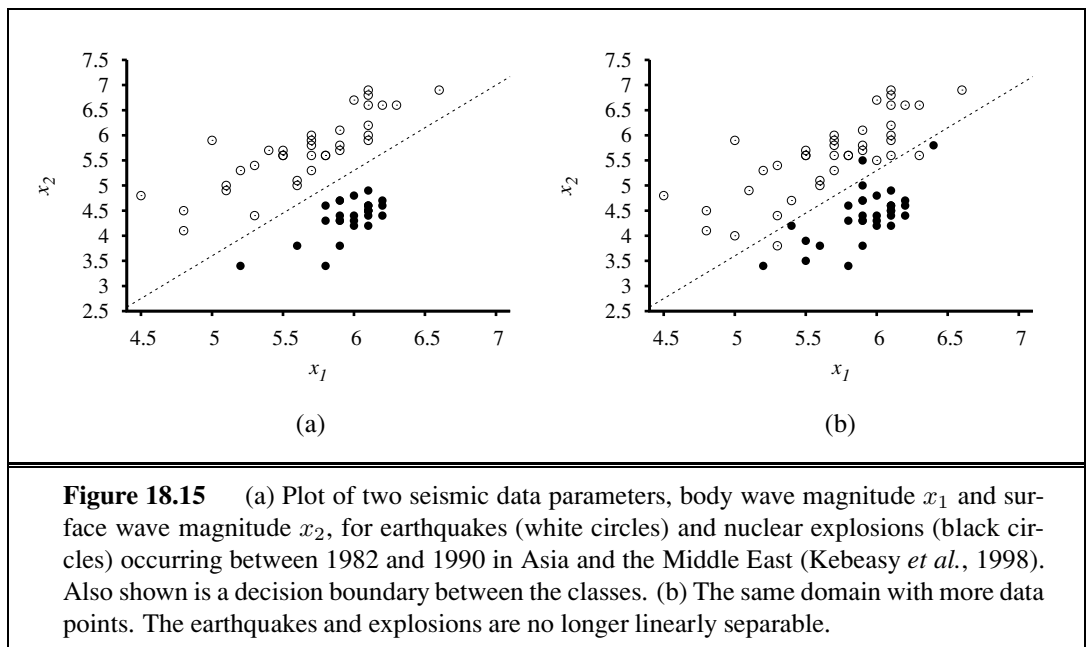 7.5
7
6.5
6
5.5
5
4.5
4
3.5
3
2.5
x2
4.5 5 5.5 6 6.5 7
x1
(a)
7.5
7
6.5
6
5.5
5
4.5
4
3.5
3
2.5
x2
4.5 5 5.5 6 6.5 7
x1
(b)
Figure 18.15 (a) Plot of two seismic data parameters, body wave magnitude x1 and sur-
face wave magnitude x2, for earthquakes (white circles) and nuclear explosions (black cir-
cles) occurring between 1982 and 1990 in Asia and the Middle East (Kebeasy et al., 1998).
Also shown is a decision boundary between the classes. (b) The same domain with more data
points. The earthquakes and explosions are no longer linearly separable.